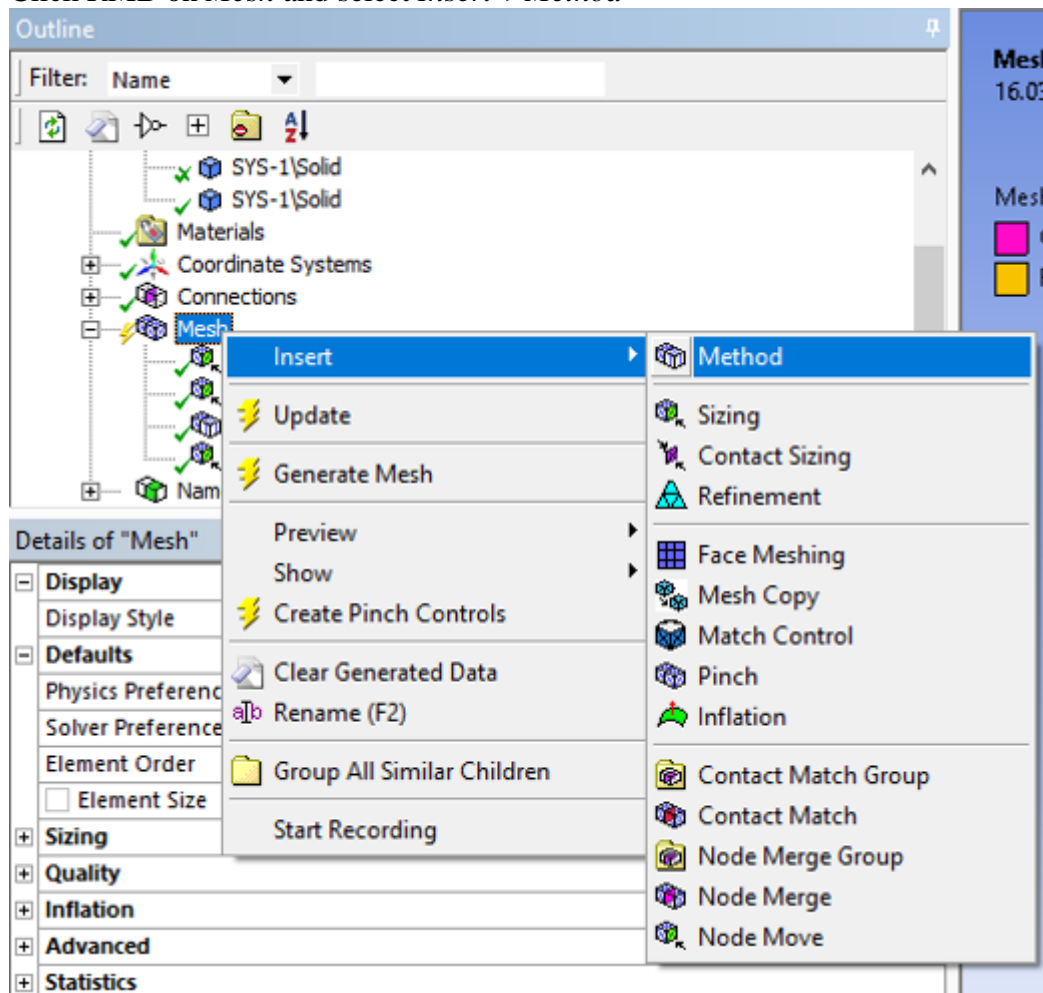 Outline
Filter: Name
SYS-1\Solid
SYS-1\Solid
Materials
Coordinate Systems
Connections
Mesh
Nam
Insert
Update
Generate Mesh
Preview
Show
Create Pinch Controls
Clear Generated Data
Rename (F2)
Group All Similar Children
Start Recording
Method
Sizing
Contact Sizing
Refinement
Face Meshing
Mesh Copy
Match Control
Pinch
Inflation
Contact Match Group
Contact Match
Node Merge Group
Node Merge
Node Move
Details of "Mesh"
Display
Display Style
Defaults
Physics Preferenc
Solver Preference
Element Order
Element Size
Sizing
Quality
Inflation
Advanced
Statistics
Mesh
16.03
Mesh